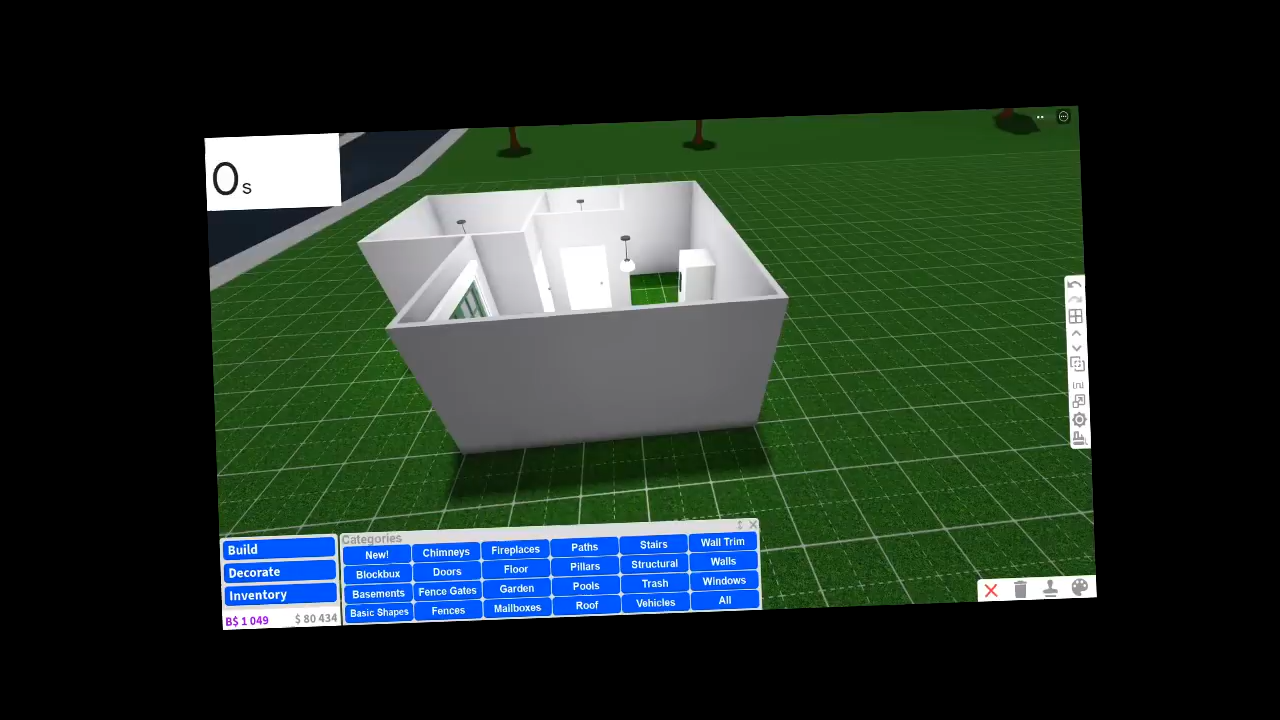 0s
Build
Decorate
Inventory
B$ 1 049 $ 80 434
Categories
New! Chimneys Fireplaces Paths Stairs Wall Trim
Blockbux Doors Floor Pillars Structural Walls
Basements Fence Gates Garden Pools Trash Windows
Basic Shapes Fences Mailboxes Roof Vehicles All